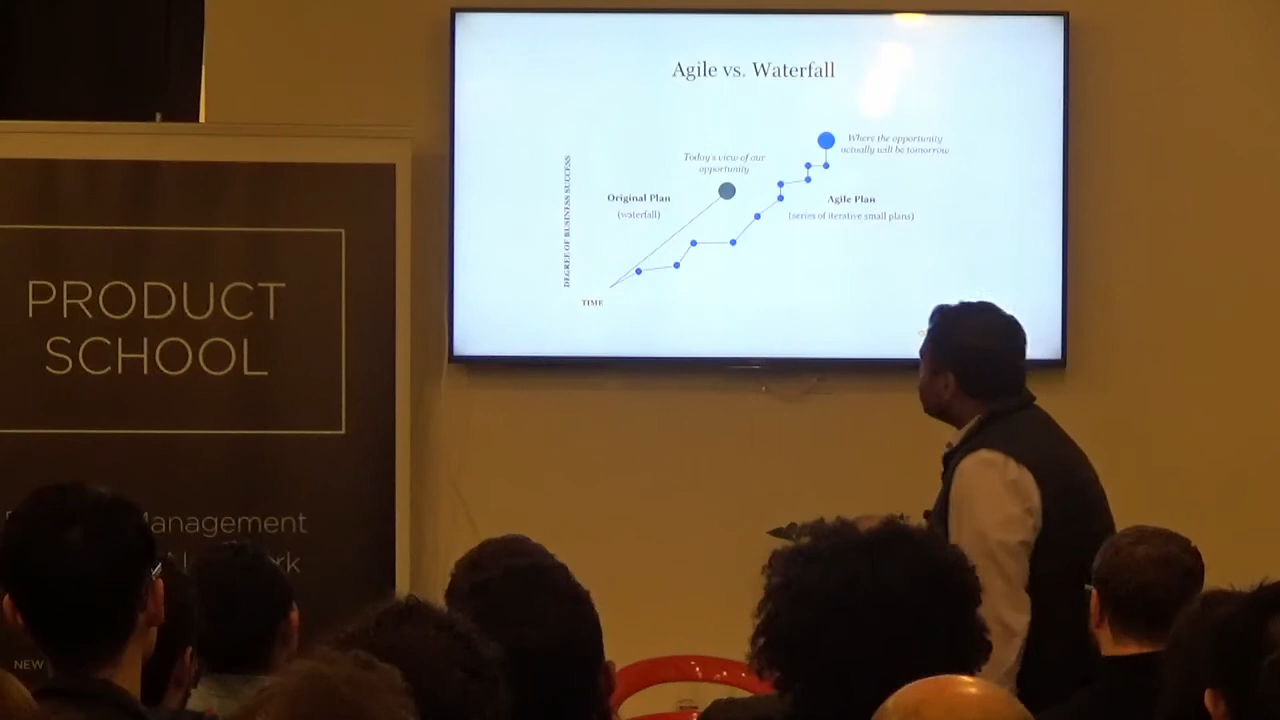 Agile vs. Waterfall
Where the opportunity
actually will be tomorrow
Today's view of our
opportunity
Original Plan
(waterfall)
Agile Plan
(series of iterative small plans)
DEGREE OF BUSINESS SUCCESS
TIME
PRODUCT
SCHOOL
anagement
NEW